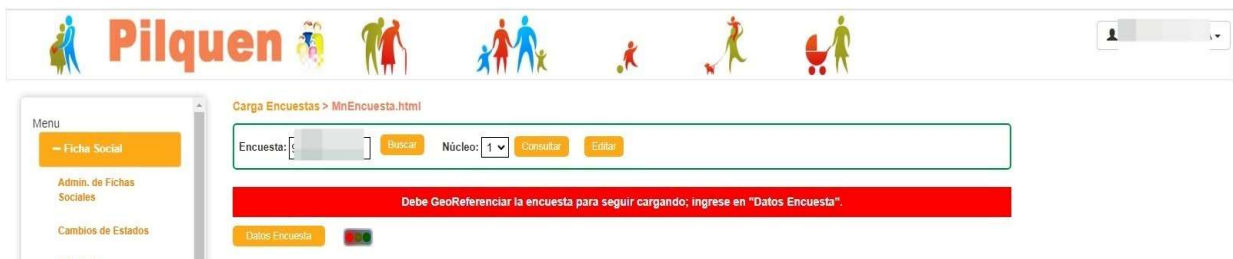 Pilquen
Carga Encuestas > MnEncuesta.html
Menu
– Ficha Social
Encuesta: Buscar Núcleo: 1 Consultar Editar
Admin. de Fichas
Sociales
Debe GeoReferenciar la encuesta para seguir cargando; ingrese en "Datos Encuesta".
Cambios de Estados
Datos Encuesta